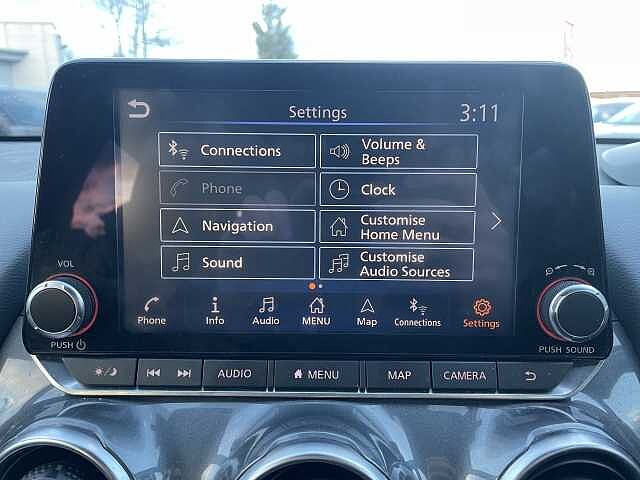 Settings
3:11
Connections
Volume &
Beeps
Phone
Clock
Navigation
Customise
Home Menu
Sound
Customise
Audio Sources
VOL
PUSH
Phone
Info
Audio
MENU
Map
Connections
Settings
PUSH SOUND
AUDIO
MENU
MAP
CAMERA